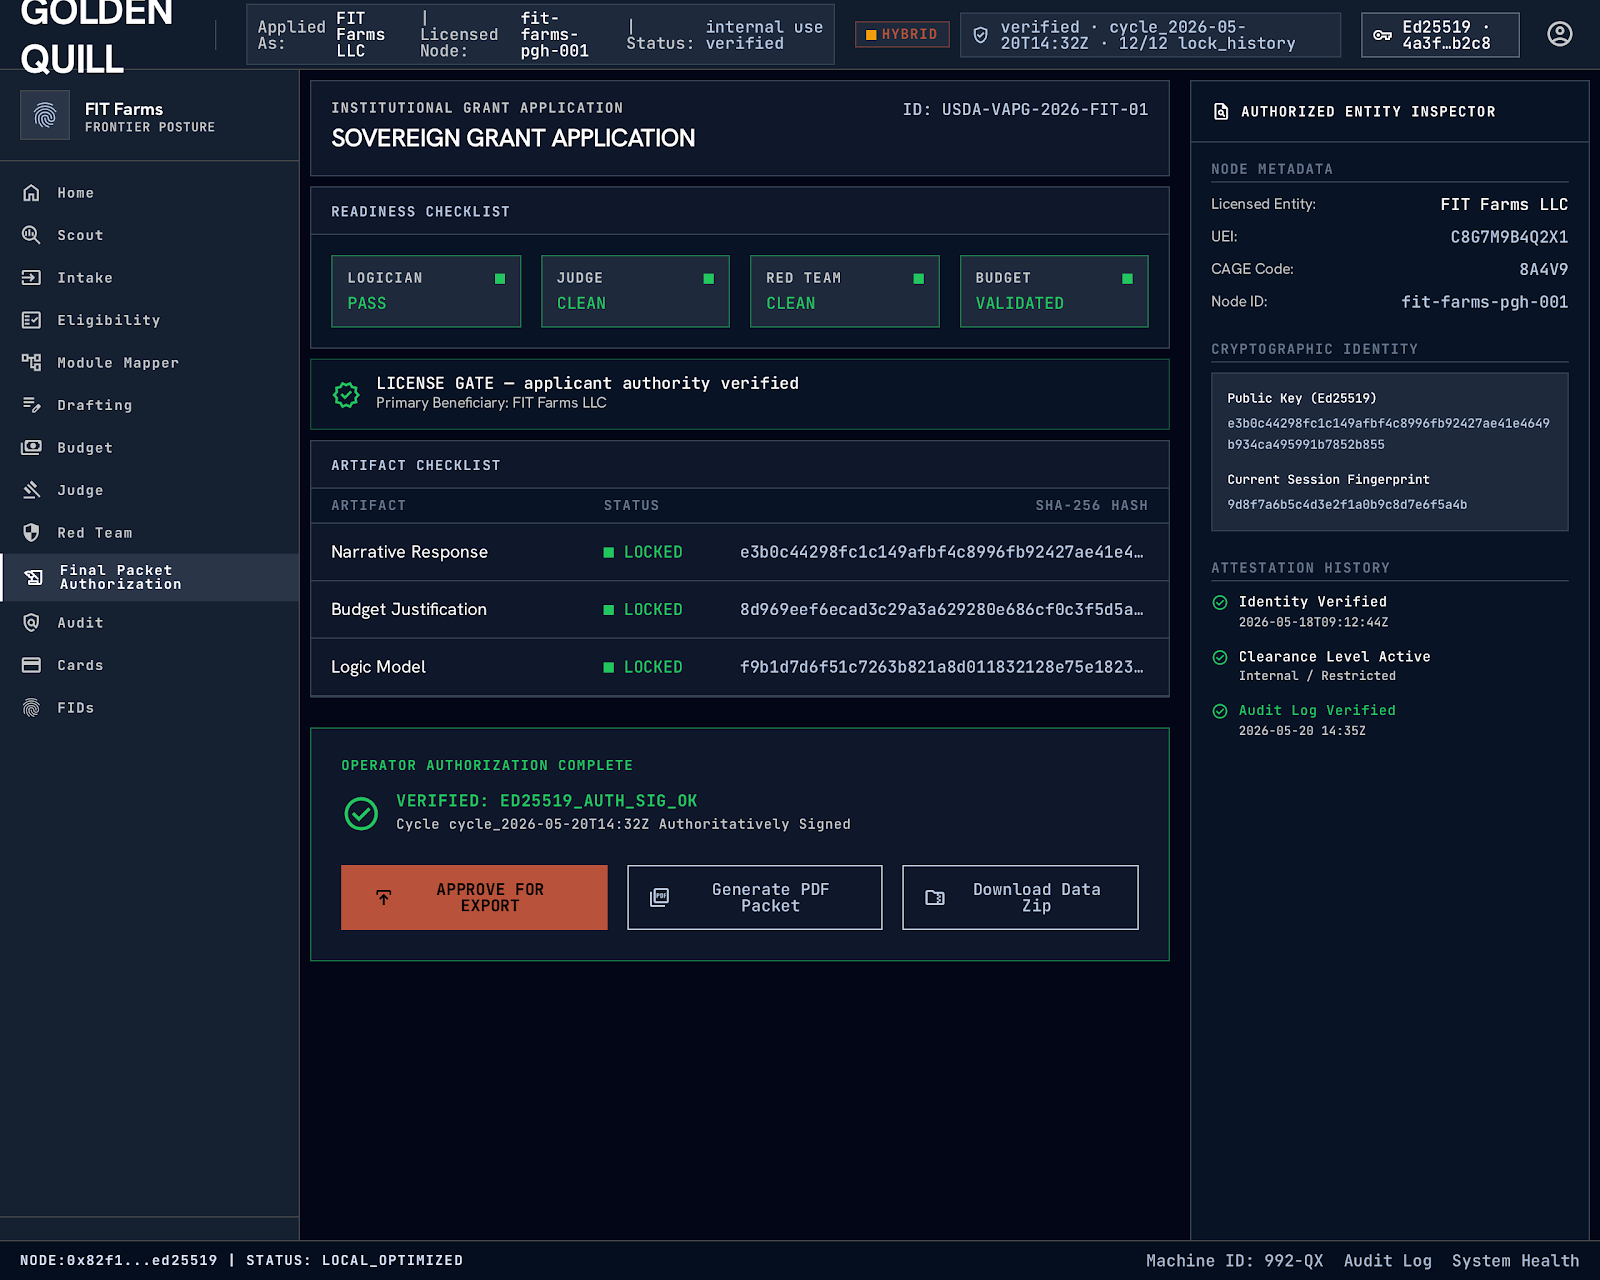 GOLDEN
QUILL
Applied As: FIT Farms LLC | Licensed Node: fit-farms-pgh-001 | Status: internal use verified
HYBRID
verified · cycle_2026-05-
20T14:32Z · 12/12 lock_history
Ed25519 ·
4a3f…b2c8
FIT Farms
FRONTIER POSTURE
Home
Scout
Intake
Eligibility
Module Mapper
Drafting
Budget
Judge
Red Team
Final Packet
Authorization
Audit
Cards
FIDs
INSTITUTIONAL GRANT APPLICATION
ID: USDA-VAPG-2026-FIT-01
SOVEREIGN GRANT APPLICATION
READINESS CHECKLIST
LOGICIAN
PASS
JUDGE
CLEAN
RED TEAM
CLEAN
BUDGET
VALIDATED
LICENSE GATE — applicant authority verified
Primary Beneficiary: FIT Farms LLC
ARTIFACT CHECKLIST
ARTIFACT STATUS SHA-256 HASH
Narrative Response LOCKED e3b0c44298fc1c149afbf4c8996fb92427ae41e4…
Budget Justification LOCKED 8d969eef6ecad3c29a3a629280e686cf0c3f5d5a…
Logic Model LOCKED f9b1d7d6f51c7263b821a8d011832128e75e1823…
OPERATOR AUTHORIZATION COMPLETE
VERIFIED: ED25519_AUTH_SIG_OK
Cycle cycle_2026-05-20T14:32Z Authoritatively Signed
APPROVE FOR
EXPORT
PDF
Generate PDF
Packet
Download Data
Zip
AUTHORIZED ENTITY INSPECTOR
NODE METADATA
Licensed Entity: FIT Farms LLC
UEI: C8G7M9B4Q2X1
CAGE Code: 8A4V9
Node ID: fit-farms-pgh-001
CRYPTOGRAPHIC IDENTITY
Public Key (Ed25519)
e3b0c44298fc1c149afbf4c8996fb92427ae41e4649
b934ca495991b7852b855
Current Session Fingerprint
9d8f7a6b5c4d3e2f1a0b9c8d7e6f5a4b
ATTESTATION HISTORY
Identity Verified
2026-05-18T09:12:44Z
Clearance Level Active
Internal / Restricted
Audit Log Verified
2026-05-20 14:35Z
NODE:0x82f1...ed25519 | STATUS: LOCAL_OPTIMIZED
Machine ID: 992-QX Audit Log System Health